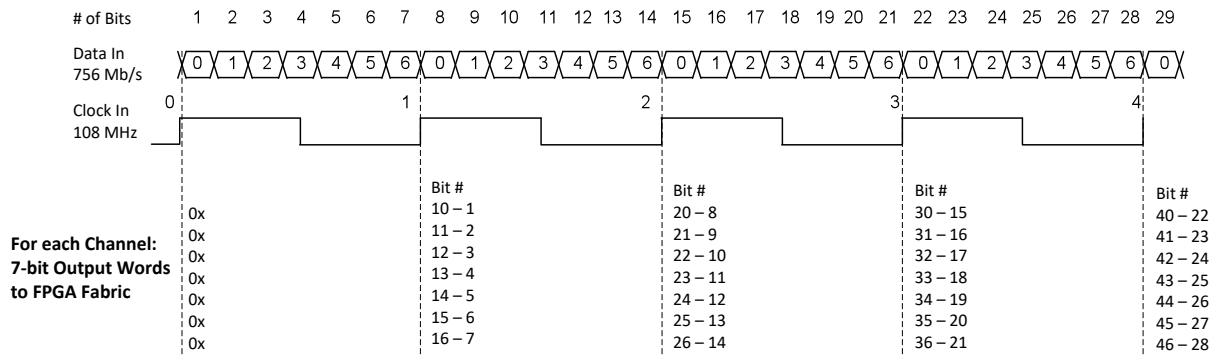 # of Bits 1 2 3 4 5 6 7 8 9 10 11 12 13 14 15 16 17 18 19 20 21 22 23 24 25 26 27 28 29
Data In 0 1 2 3 4 5 6 0 1 2 3 4 5 6 0 1 2 3 4 5 6 0 1 2 3 4 5 6 0
756 Mb/s
0 1 2 3 4
Clock In
108 MHz
Bit # Bit # Bit # Bit #
0x 10 – 1 20 – 8 30 – 15 40 – 22
0x 11 – 2 21 – 9 31 – 16 41 – 23
For each Channel: 0x 12 – 3 22 – 10 32 – 17 42 – 24
7-bit Output Words 0x 13 – 4 23 – 11 33 – 18 43 – 25
to FPGA Fabric 0x 14 – 5 24 – 12 34 – 19 44 – 26
0x 15 – 6 25 – 13 35 – 20 45 – 27
0x 16 – 7 26 – 14 36 – 21 46 – 28